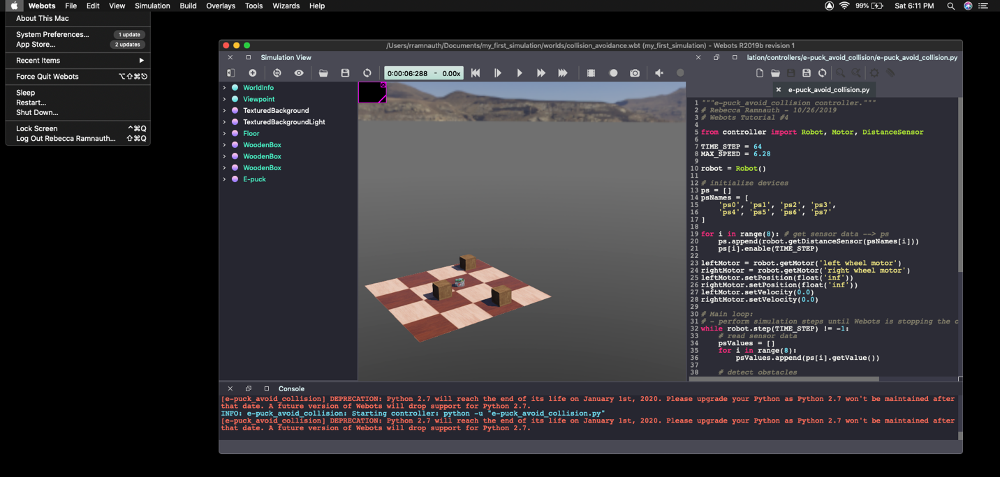 Webots File Edit View Simulation Build Overlays Tools Wizards Help 99% Sat 6:11 PM
About This Mac
System Preferences... 1 update
App Store... 2 updates
Recent Items
Force Quit Webots ⌥⇧⌘⎋
Sleep
Restart...
Shut Down...
Lock Screen ^⌘Q
Log Out Rebecca Ramnauth... ⇧⌘Q
/Users/rramnauth/Documents/my_first_simulation/worlds/collision_avoidance.wbt (my_first_simulation) - Webots R2019b revision 1
Simulation View
0:00:06:288 - 0.00x
WorldInfo
Viewpoint
TexturedBackground
TexturedBackgroundLight
Floor
WoodenBox
WoodenBox
WoodenBox
E-puck
lation/controllers/e-puck_avoid_collision/e-puck_avoid_collision.py
e-puck_avoid_collision.py
1 """e-puck_avoid_collision controller."""
2 # Rebecca Ramnauth - 10/26/2019
3 # Webots Tutorial #4
4
5 from controller import Robot, Motor, DistanceSensor
6
7 TIME_STEP = 64
8 MAX_SPEED = 6.28
9
10 robot = Robot()
11
12 # initialize devices
13 ps = []
14 psNames = [
15 'ps0', 'ps1', 'ps2', 'ps3',
16 'ps4', 'ps5', 'ps6', 'ps7'
17 ]
18
19 for i in range(8): # get sensor data --> ps
20 ps.append(robot.getDistanceSensor(psNames[i]))
21 ps[i].enable(TIME_STEP)
22
23 leftMotor = robot.getMotor('left wheel motor')
24 rightMotor = robot.getMotor('right wheel motor')
25 leftMotor.setPosition(float('inf'))
26 rightMotor.setPosition(float('inf'))
27 leftMotor.setVelocity(0.0)
28 rightMotor.setVelocity(0.0)
29
30 # Main loop:
31 # - perform simulation steps until Webots is stopping the c
32 while robot.step(TIME_STEP) != -1:
33 # read sensor data
34 psValues = []
35 for i in range(8):
36 psValues.append(ps[i].getValue())
37
38 # detect obstacles
Console
[e-puck_avoid_collision] DEPRECATION: Python 2.7 will reach the end of its life on January 1st, 2020. Please upgrade your Python as Python 2.7 won't be maintained after
that date. A future version of Webots will drop support for Python 2.7.
INFO: e-puck_avoid_collision: Starting controller: python -u "e-puck_avoid_collision.py"
[e-puck_avoid_collision] DEPRECATION: Python 2.7 will reach the end of its life on January 1st, 2020. Please upgrade your Python as Python 2.7 won't be maintained after
that date. A future version of Webots will drop support for Python 2.7.